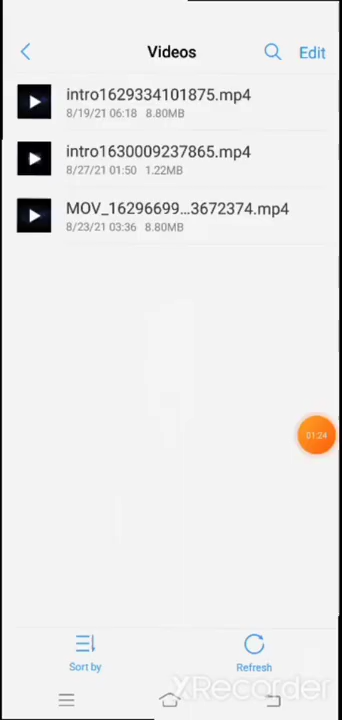 Videos
Edit
intro1629334101875.mp4
8/19/21 06:18 8.80MB
intro1630009237865.mp4
8/27/21 01:50 1.22MB
MOV_16296699...3672374.mp4
8/23/21 03:36 8.80MB
01:24
Sort by
Refresh
XRecorder